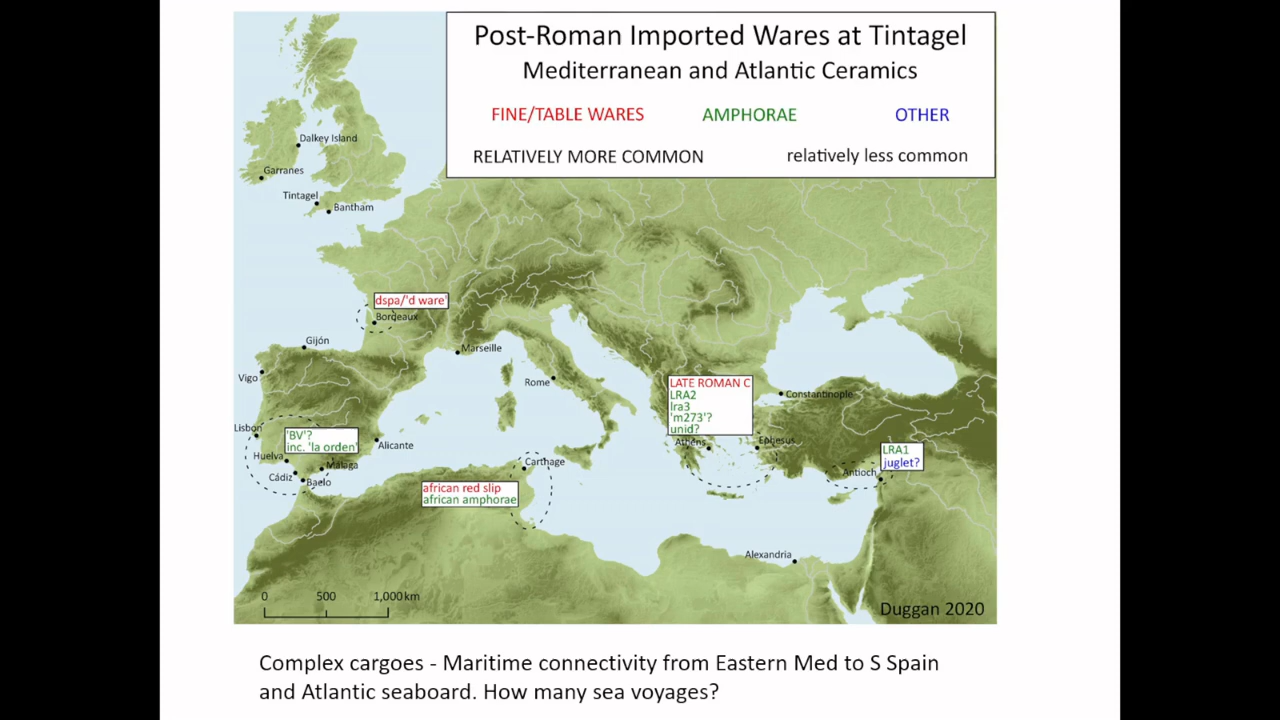 Post-Roman Imported Wares at Tintagel
Mediterranean and Atlantic Ceramics
FINE/TABLE WARES AMPHORAE OTHER
RELATIVELY MORE COMMON relatively less common
Dalkey Island
Garranes
Tintagel
Bantham
dspa/'d ware'
Bordeaux
Gijón
Marseille
Vigo
Rome
LATE ROMAN C
LRA2
lra3
'm273'?
unid?
Constantinople
Lisbon
'BV'?
inc. 'la orden'
Alicante
Athens
Ephesus
LRA1
juglet?
Huelva
Málaga
Carthage
Antioch
Cádiz
Baelo
african red slip
african amphorae
Alexandria
0 500 1,000km
Duggan 2020
Complex cargoes - Maritime connectivity from Eastern Med to S Spain
and Atlantic seaboard. How many sea voyages?